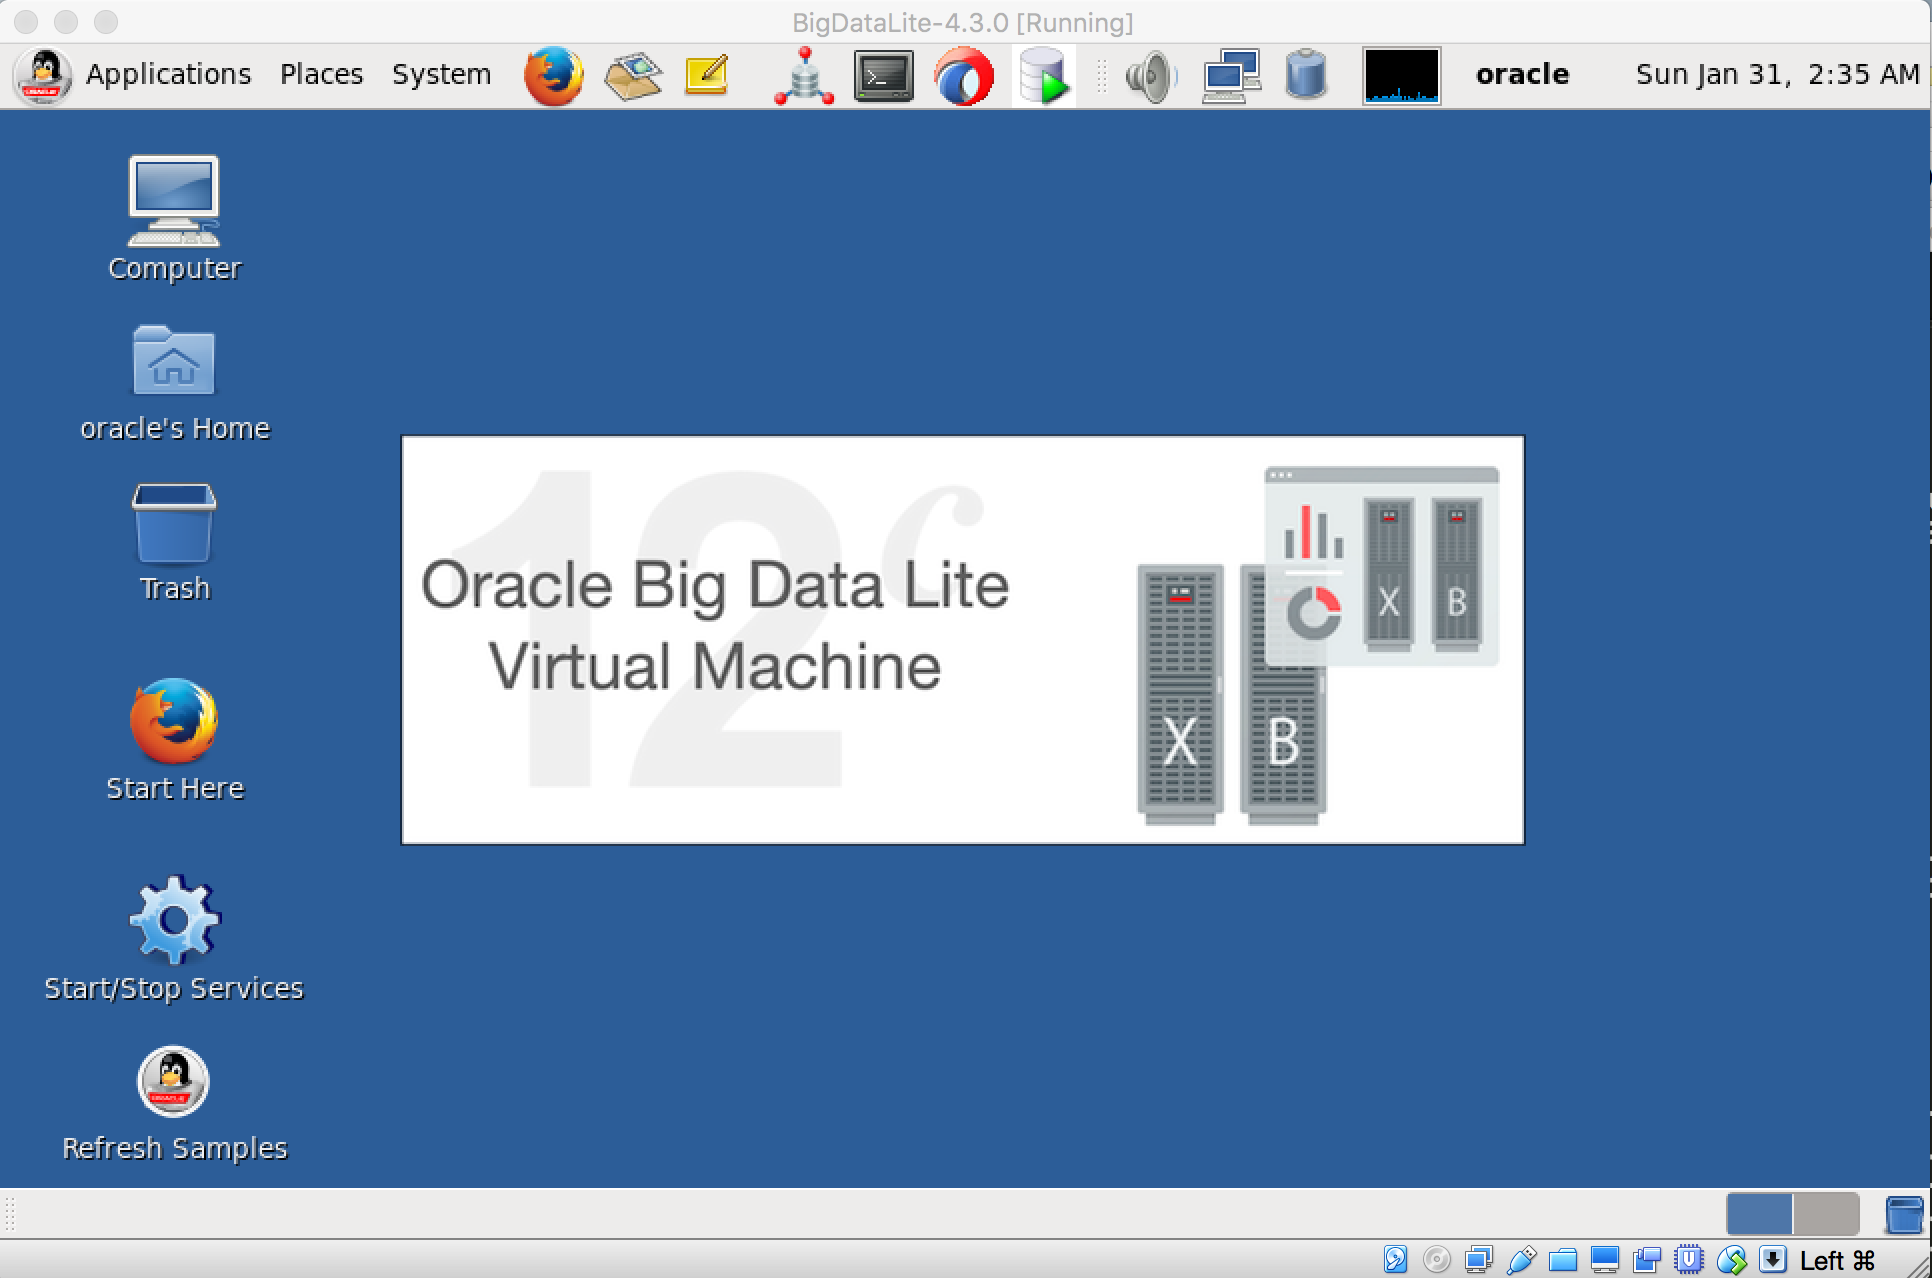 BigDataLite-4.3.0 [Running]
Applications Places System oracle Sun Jan 31, 2:35 AM
Computer
oracle's Home
Trash
Start Here
Start/Stop Services
Refresh Samples
12c
Oracle Big Data Lite
Virtual Machine
X B
X B
Left ⌘